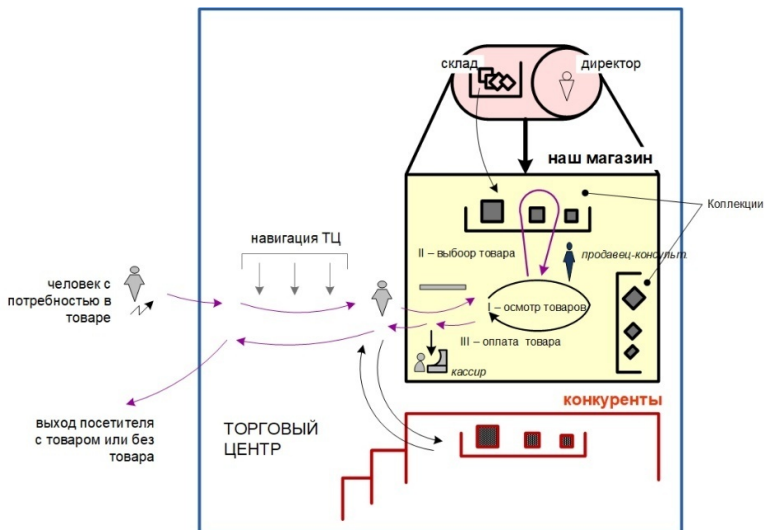 склад
директор
наш магазин
Коллекции
навигация ТЦ
II – выбоор товара
продавец-консульт.
человек с
потребностью в
товаре
I – осмотр товаров
III – оплата товара
кассир
конкуренты
выход посетителя
с товаром или без
товара
ТОРГОВЫЙ
ЦЕНТР